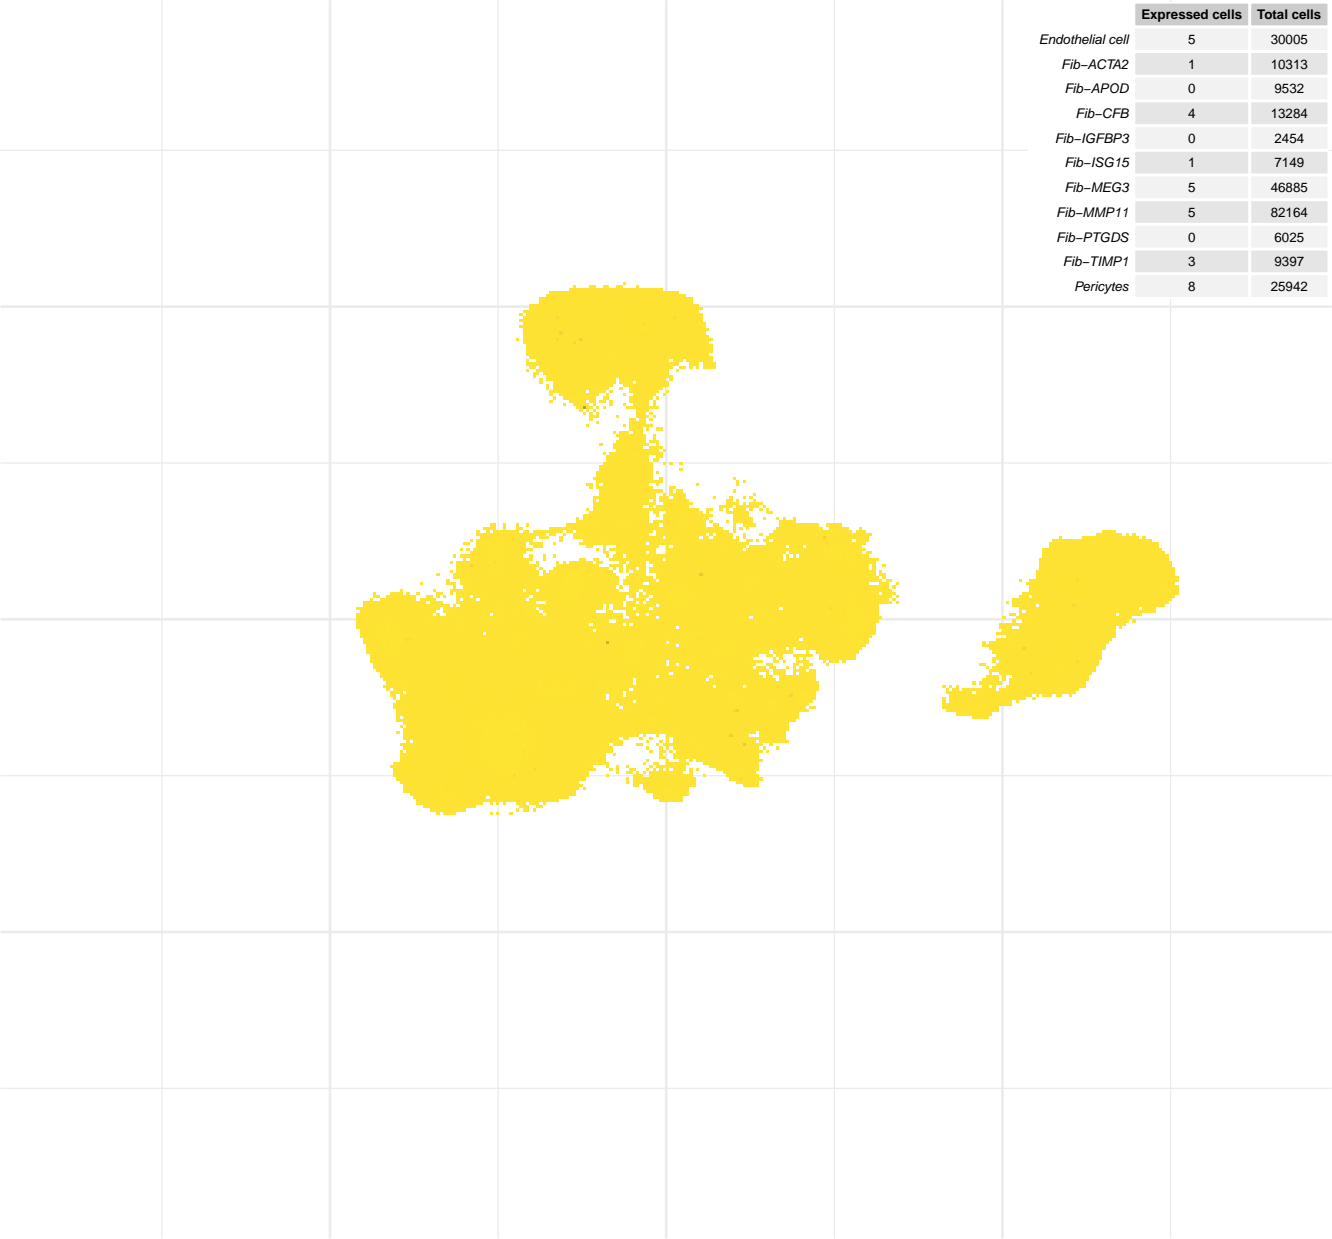 Expressed cells Total cells
Endothelial cell 5 30005
Fib−ACTA2 1 10313
Fib−APOD 0 9532
Fib−CFB 4 13284
Fib−IGFBP3 0 2454
Fib−ISG15 1 7149
Fib−MEG3 5 46885
Fib−MMP11 5 82164
Fib−PTGDS 0 6025
Fib−TIMP1 3 9397
Pericytes 8 25942